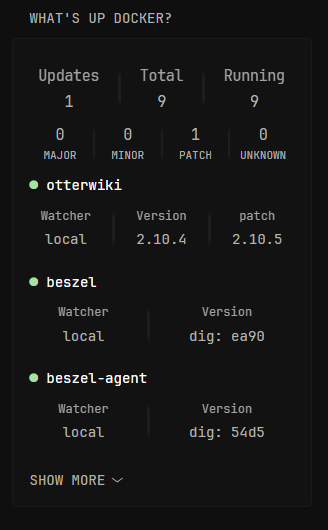 WHAT'S UP DOCKER?
Updates Total Running
1 9 9
0 0 1 0
MAJOR MINOR PATCH UNKNOWN
otterwiki
Watcher Version patch
local 2.10.4 2.10.5
beszel
Watcher Version
local dig: ea90
beszel-agent
Watcher Version
local dig: 54d5
SHOW MORE